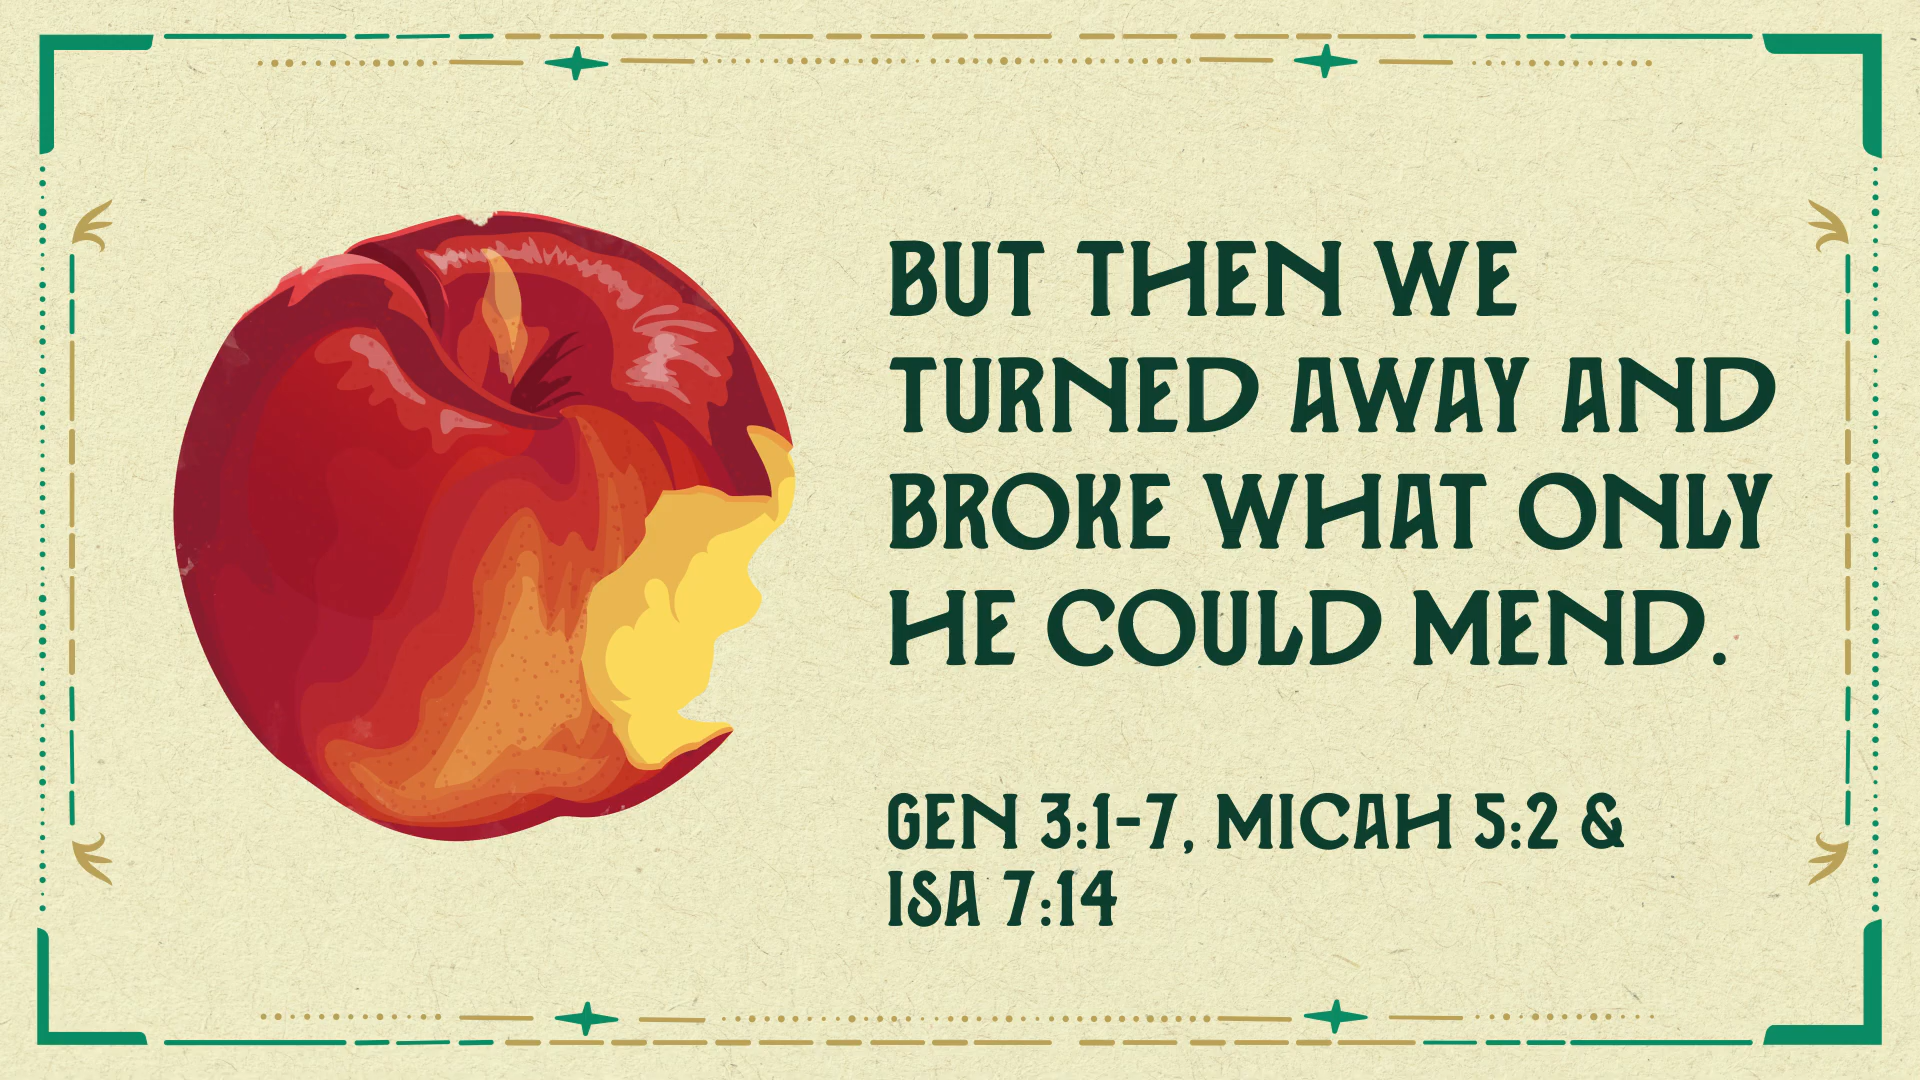 BUT THEN WE
TURNED AWAY AND
BROKE WHAT ONLY
HE COULD MEND.
GEN 3:1-7, MICAH 5:2 &
ISA 7:14